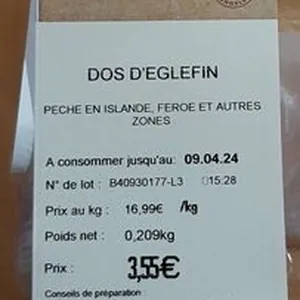 DOS D'EGLEFIN
PECHE EN ISLANDE, FEROE ET AUTRES
ZONES
A consommer jusqu'au: 09.04.24
N° de lot : B40930177-L3 15:28
Prix au kg : 16,99€ /kg
Poids net : 0,209kg
Prix : 3,55€
Conseils de préparation :